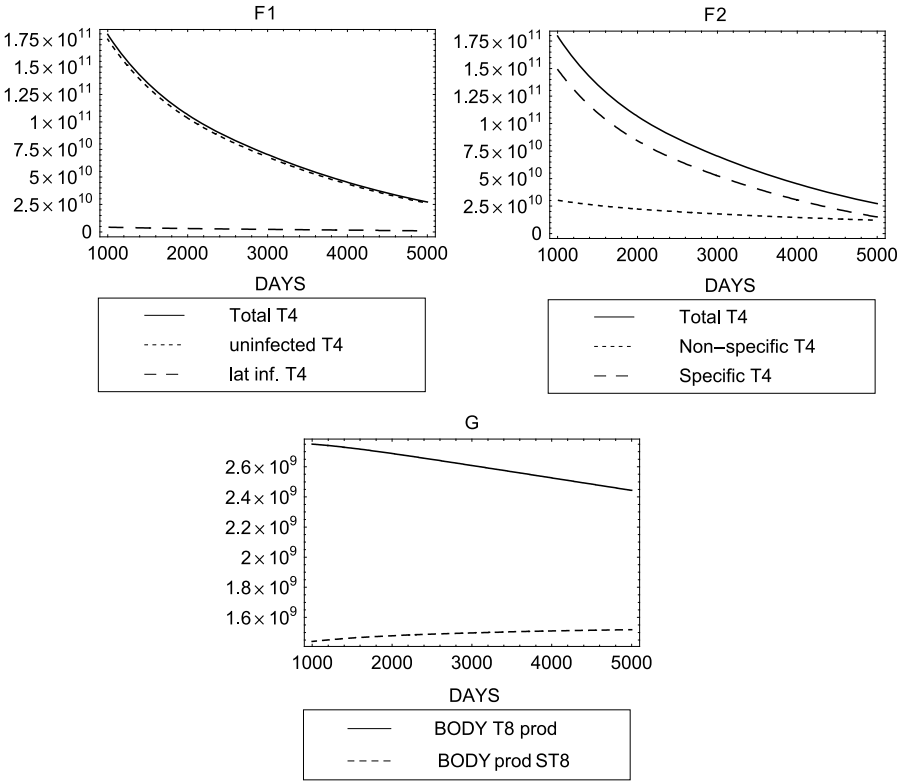 F1
1.75 × 10^11
1.5 × 10^11
1.25 × 10^11
1 × 10^11
7.5 × 10^10
5 × 10^10
2.5 × 10^10
0
1000 2000 3000 4000 5000
DAYS
Total T4
uninfected T4
lat inf. T4
F2
1.75 × 10^11
1.5 × 10^11
1.25 × 10^11
1 × 10^11
7.5 × 10^10
5 × 10^10
2.5 × 10^10
0
1000 2000 3000 4000 5000
DAYS
Total T4
Non−specific T4
Specific T4
G
2.6 × 10^9
2.4 × 10^9
2.2 × 10^9
2 × 10^9
1.8 × 10^9
1.6 × 10^9
1000 2000 3000 4000 5000
DAYS
BODY T8 prod
BODY prod ST8